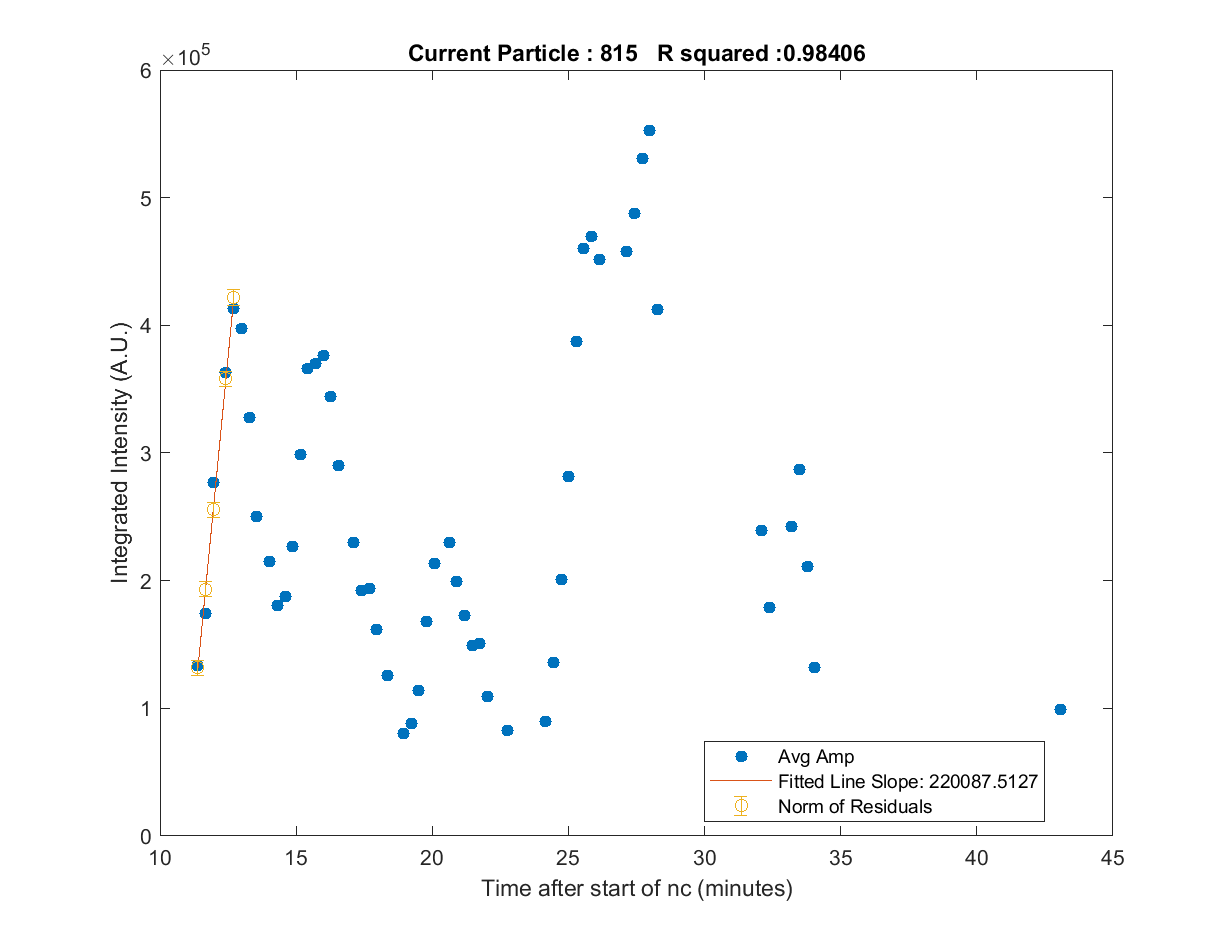 Current Particle : 815   R squared :0.98406
×10^5
6
5
4
3
2
1
0
Integrated Intensity (A.U.)
Avg Amp
Fitted Line Slope: 220087.5127
Norm of Residuals
10 15 20 25 30 35 40 45
Time after start of nc (minutes)